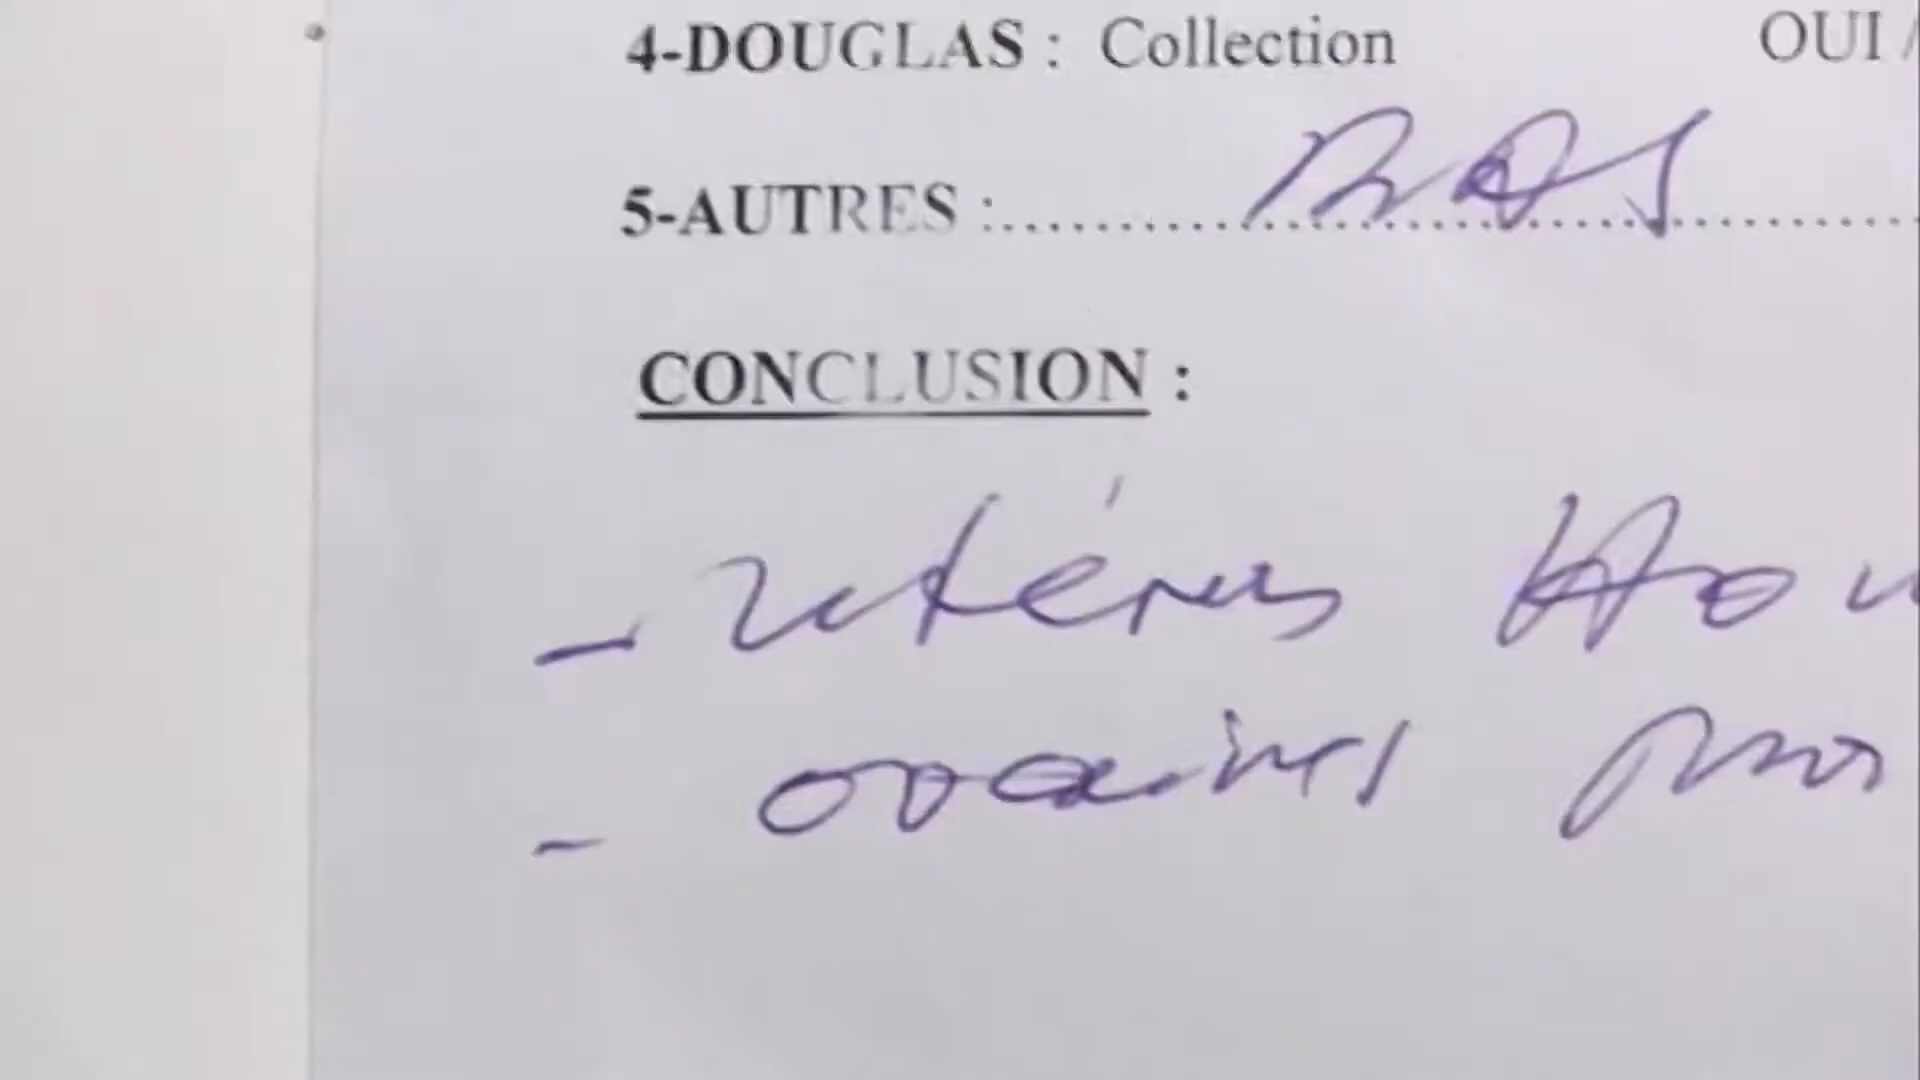 4-DOUGLAS : Collection OUI /
5-AUTRES :.......... RAS ..........
CONCLUSION :
- utérus
- ovaires